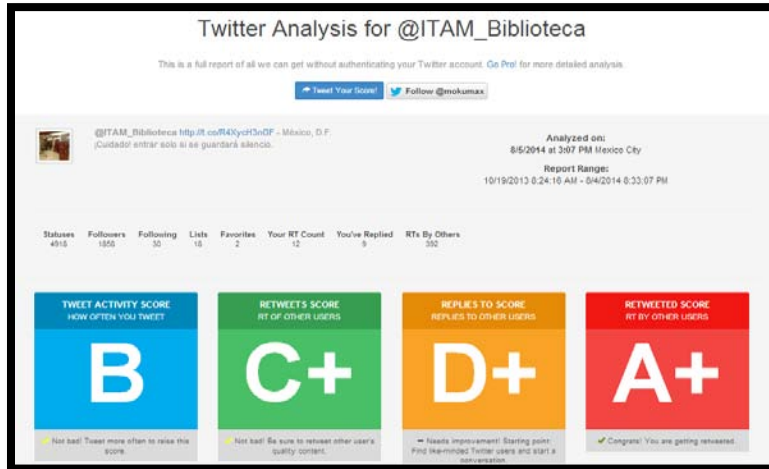 Twitter Analysis for @ITAM_Biblioteca
This is a full report of all we can get without authenticating your Twitter account. Go Pro! for more detailed analysis.
Tweet Your Score! Follow @mokumax
@ITAM_Biblioteca - México, D.F.
¡Cuidado! entrar solo si se guardará silencio.
Analyzed on:
8/5/2014 at 3:07 PM Mexico City
Report Range:
10/19/2013 8:24:16 AM - 8/4/2014 8:33:07 PM
Statuses Followers Following Lists Favorites Your RT Count You've Replied RTs By Others
2 12 9
TWEET ACTIVITY SCORE
HOW OFTEN YOU TWEET
B
Not bad! Tweet more often to raise this
score.
RETWEETS SCORE
RT OF OTHER USERS
C+
Not bad! Be sure to retweet other user's
quality content.
REPLIES TO SCORE
REPLIES TO OTHER USERS
D+
Needs improvement! Starting point:
Find like-minded Twitter users and start a
conversation.
RETWEETED SCORE
RT BY OTHER USERS
A+
Congrats! You are getting retweeted.